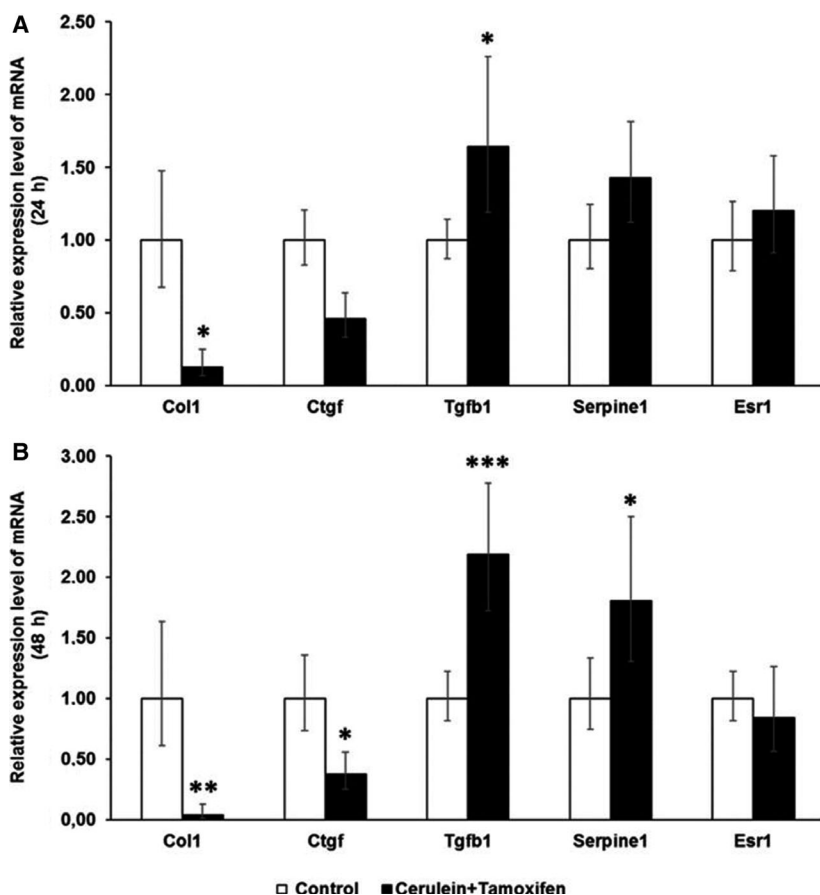 A
Relative expression level of mRNA
(24 h)
2.50
*
2.00
1.50
1.00
0.50
*
0.00
Col1 Ctgf Tgfb1 Serpine1 Esr1
B
Relative expression level of mRNA
(48 h)
3.00
***
2.50
*
2.00
1.50
1.00
*
0.50
**
0,00
Col1 Ctgf Tgfb1 Serpine1 Esr1
Control Cerulein+Tamoxifen